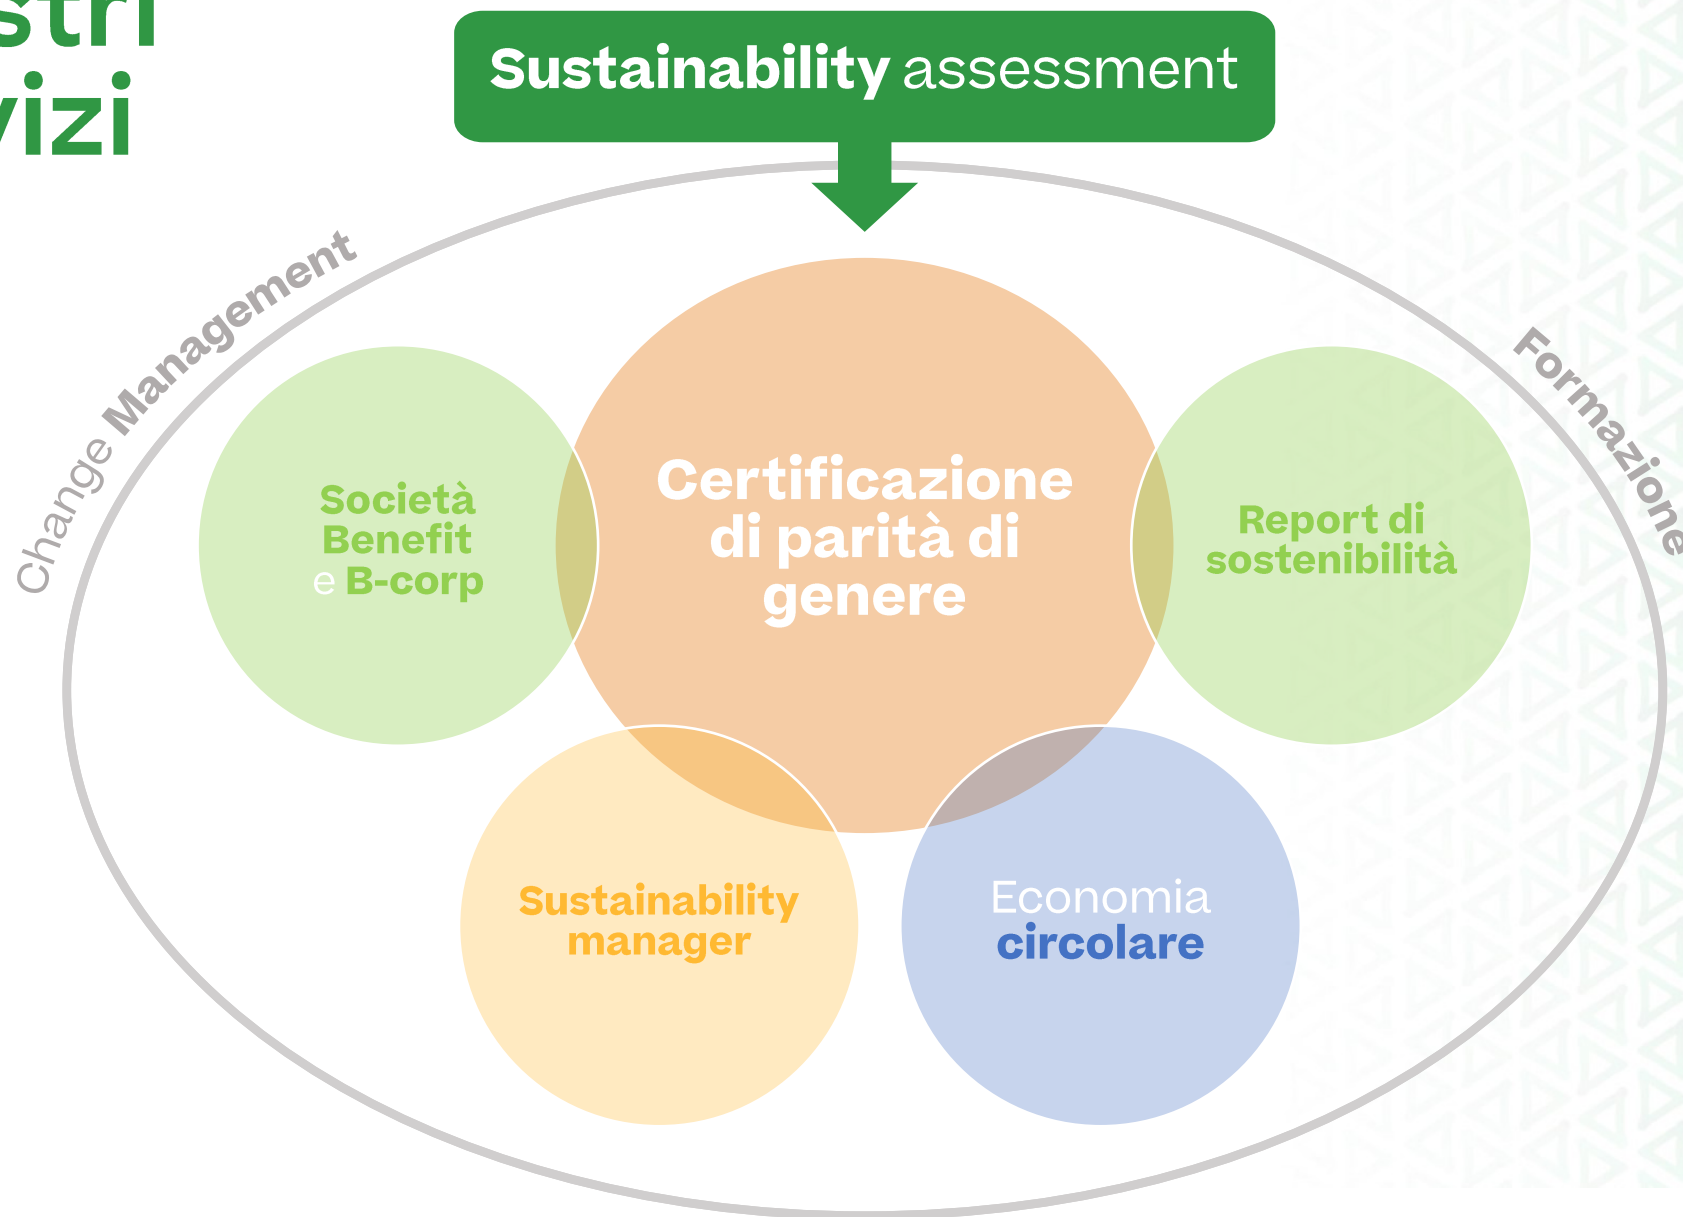 stri
vizi
Sustainability assessment
Change Management
Formazione
Società
Benefit
e B-corp
Certificazione
di parità di
genere
Report di
sostenibilità
Sustainability
manager
Economia
circolare